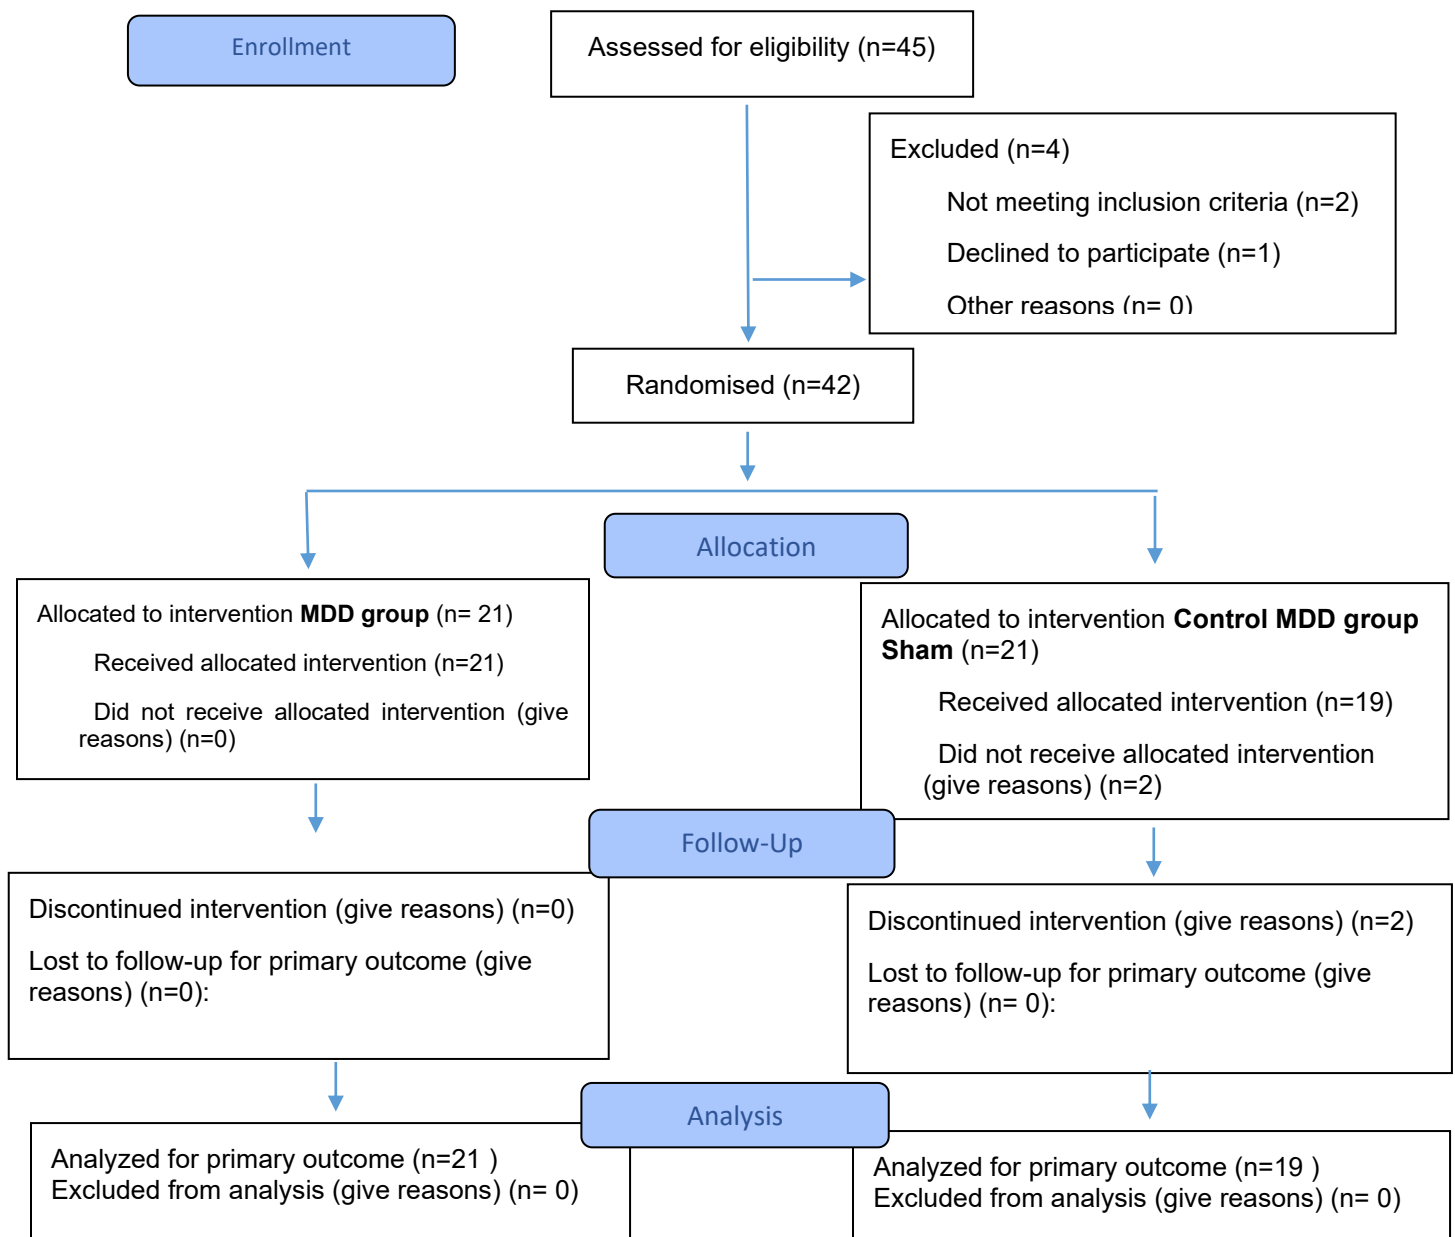 Enrollment
Assessed for eligibility (n=45)
Excluded (n=4)
Not meeting inclusion criteria (n=2)
Declined to participate (n=1)
Other reasons (n= 0)
Randomised (n=42)
Allocation
Allocated to intervention MDD group (n= 21)
Received allocated intervention (n=21)
Did not receive allocated intervention (give
reasons) (n=0)
Allocated to intervention Control MDD group
Sham (n=21)
Received allocated intervention (n=19)
Did not receive allocated intervention
(give reasons) (n=2)
Follow-Up
Discontinued intervention (give reasons) (n=0)
Lost to follow-up for primary outcome (give
reasons) (n=0):
Discontinued intervention (give reasons) (n=2)
Lost to follow-up for primary outcome (give
reasons) (n= 0):
Analysis
Analyzed for primary outcome (n=21 )
Excluded from analysis (give reasons) (n= 0)
Analyzed for primary outcome (n=19 )
Excluded from analysis (give reasons) (n= 0)